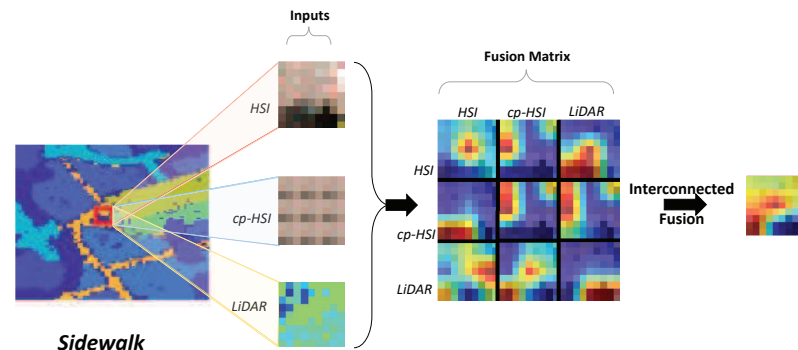 Inputs
Fusion Matrix
HSI cp-HSI LiDAR
HSI
HSI
cp-HSI
cp-HSI
Interconnected
Fusion
LiDAR
LiDAR
Sidewalk